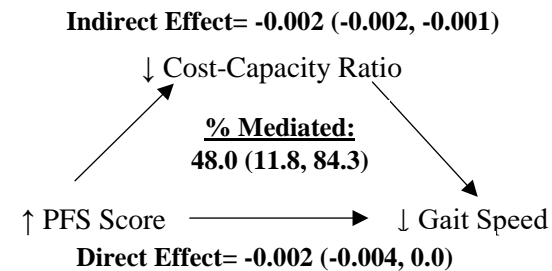 Indirect Effect= -0.002 (-0.002, -0.001)
↓ Cost-Capacity Ratio
% Mediated:
48.0 (11.8, 84.3)
↑ PFS Score
↓ Gait Speed
Direct Effect= -0.002 (-0.004, 0.0)